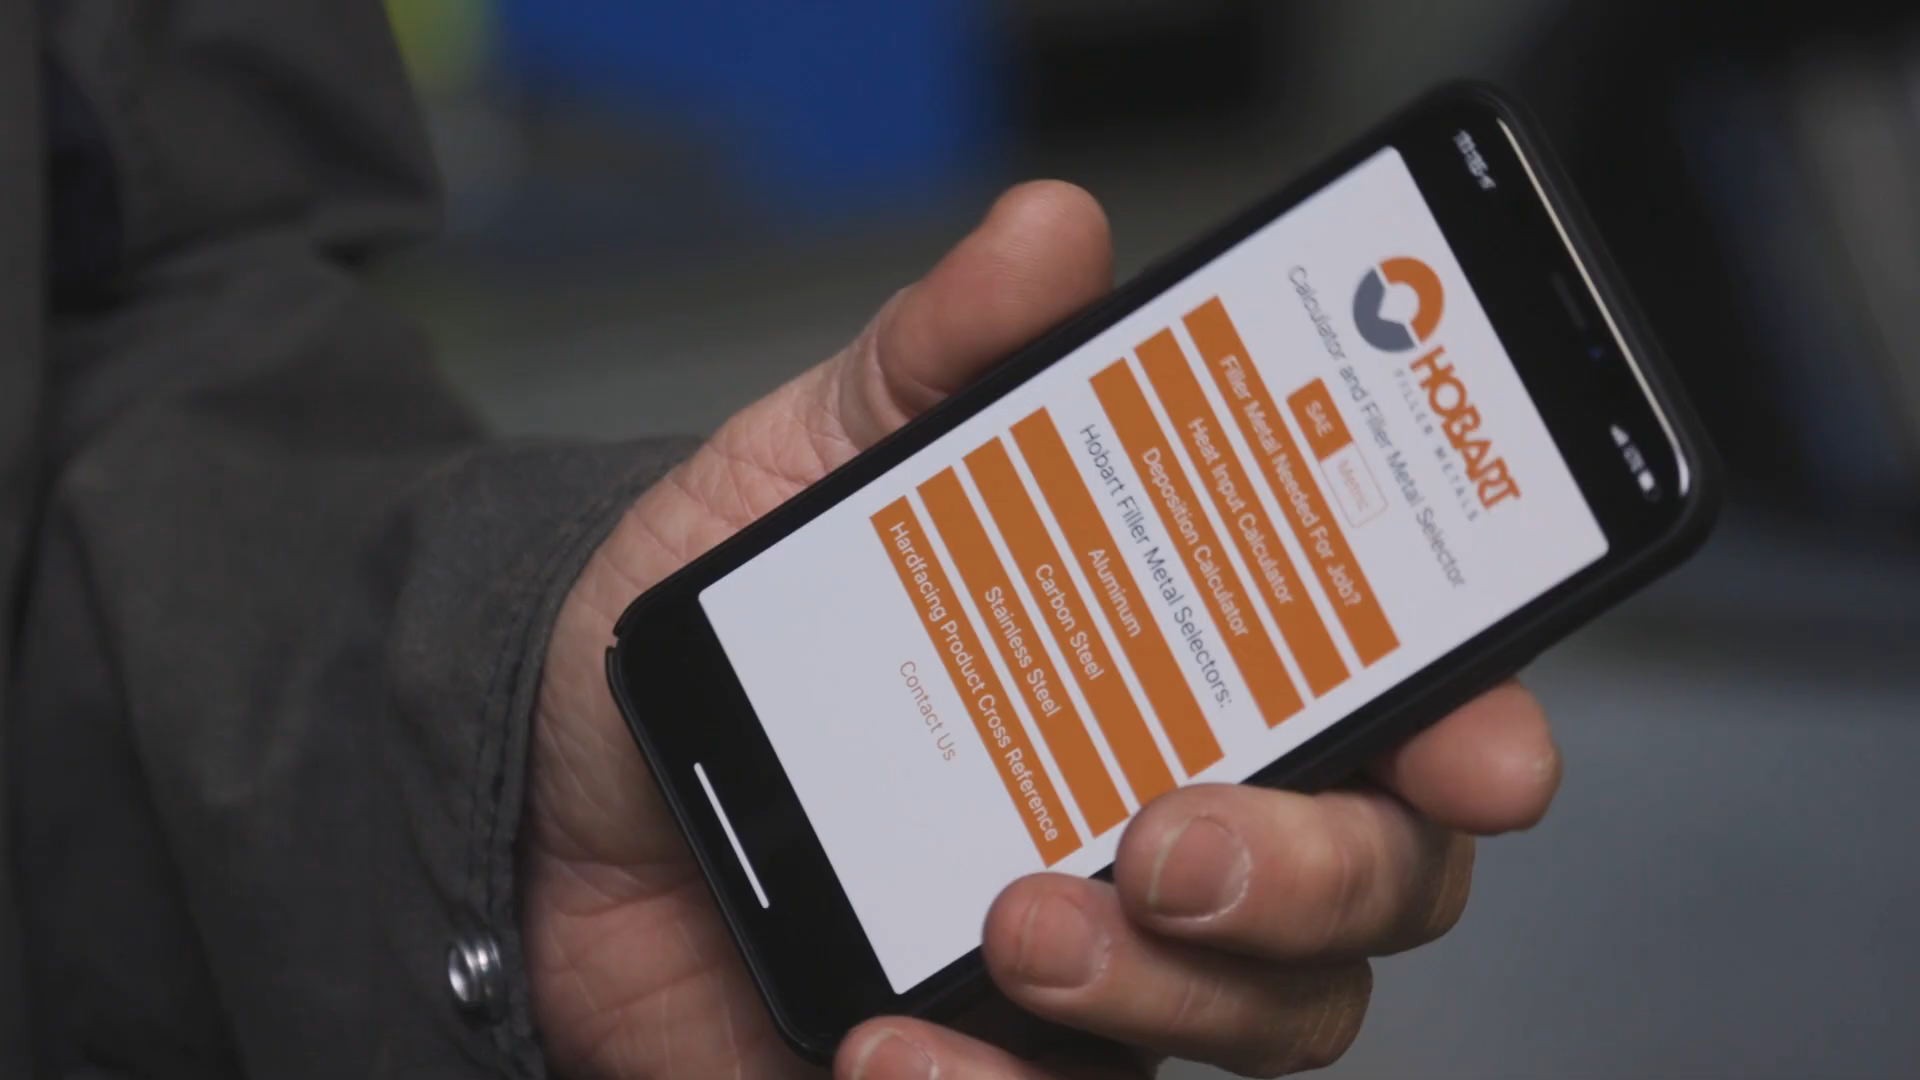 HOBART
FILLER METALS
Calculator and Filler Metal Selector
SAE Metric
Filler Metal Needed For Job?
Heat Input Calculator
Deposition Calculator
Hobart Filler Metal Selectors:
Aluminum
Carbon Steel
Stainless Steel
Hardfacing Product Cross Reference
Contact Us